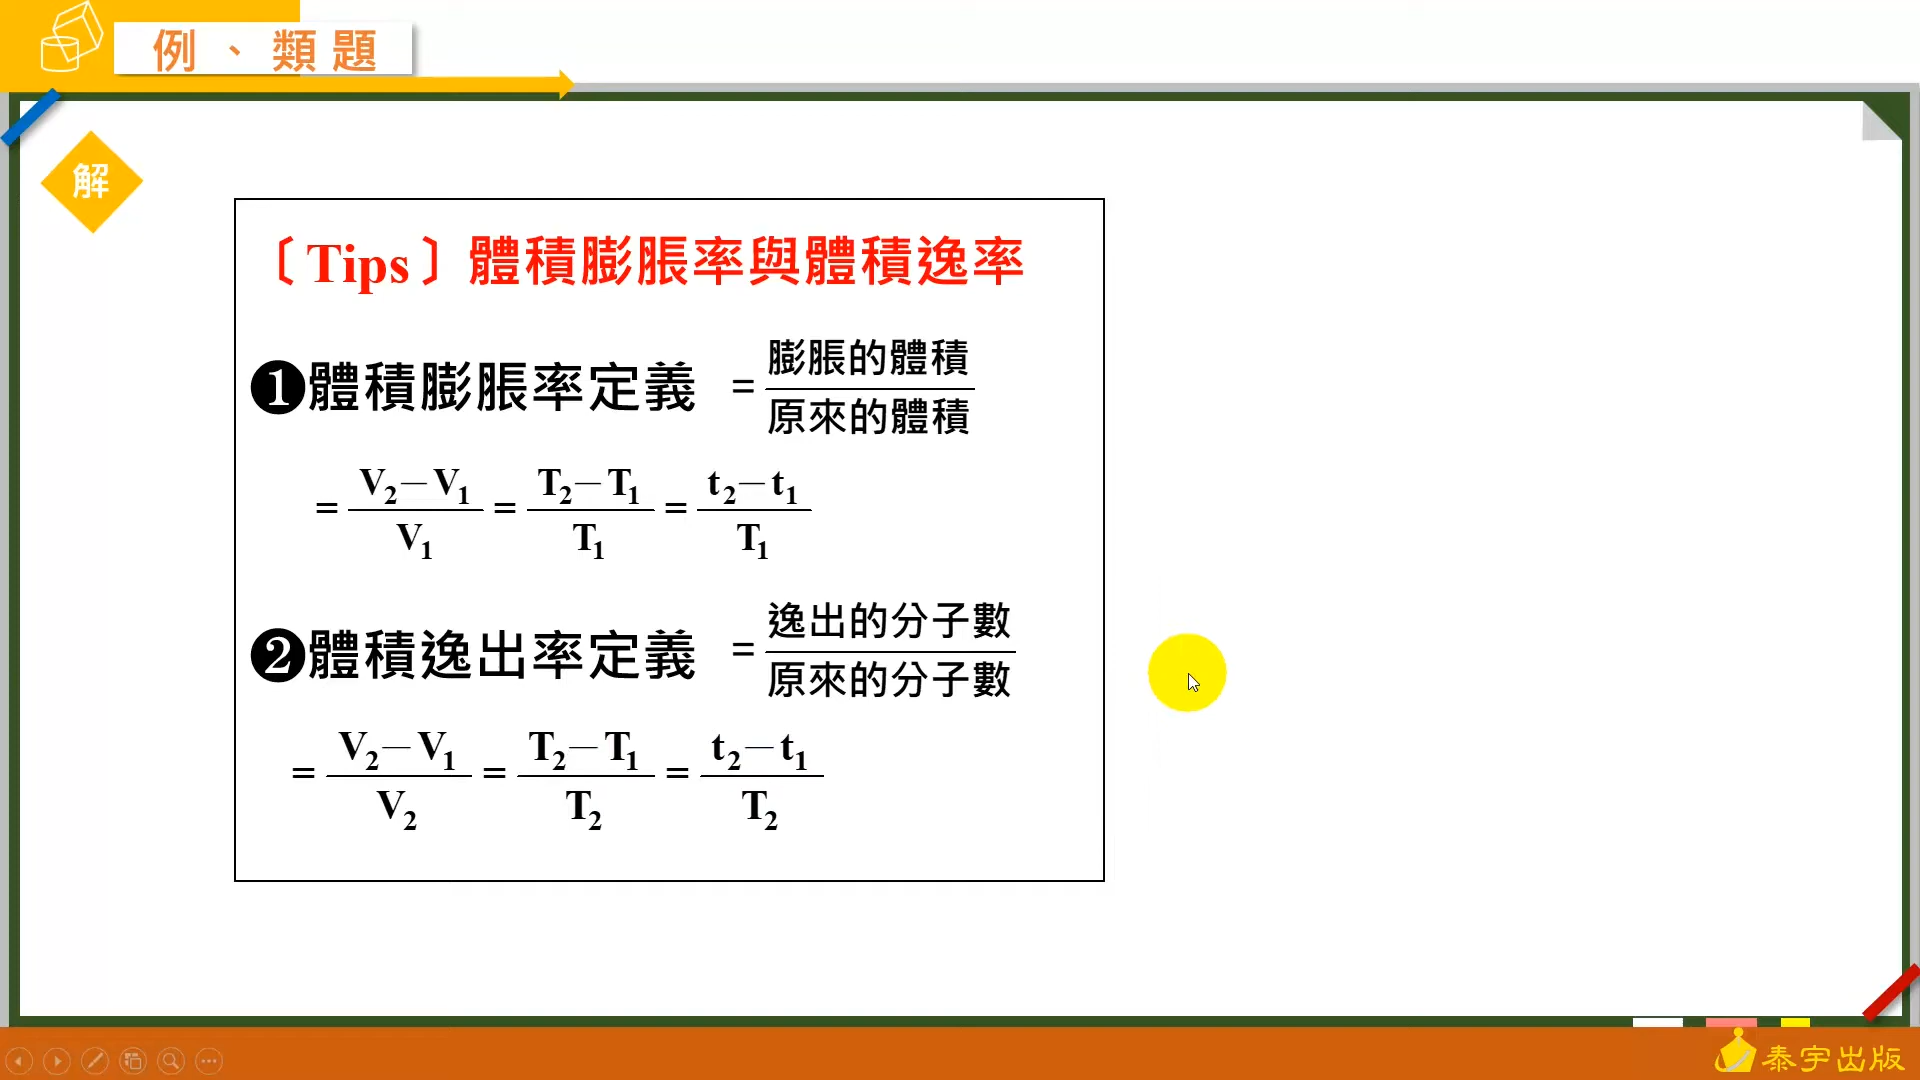 例、類題
解
〔Tips〕體積膨脹率與體積逸率
❶體積膨脹率定義 = 膨脹的體積 / 原來的體積
= V₂－V₁ / V₁ = T₂－T₁ / T₁ = t₂－t₁ / T₁
❷體積逸出率定義 = 逸出的分子數 / 原來的分子數
= V₂－V₁ / V₂ = T₂－T₁ / T₂ = t₂－t₁ / T₂
泰宇出版